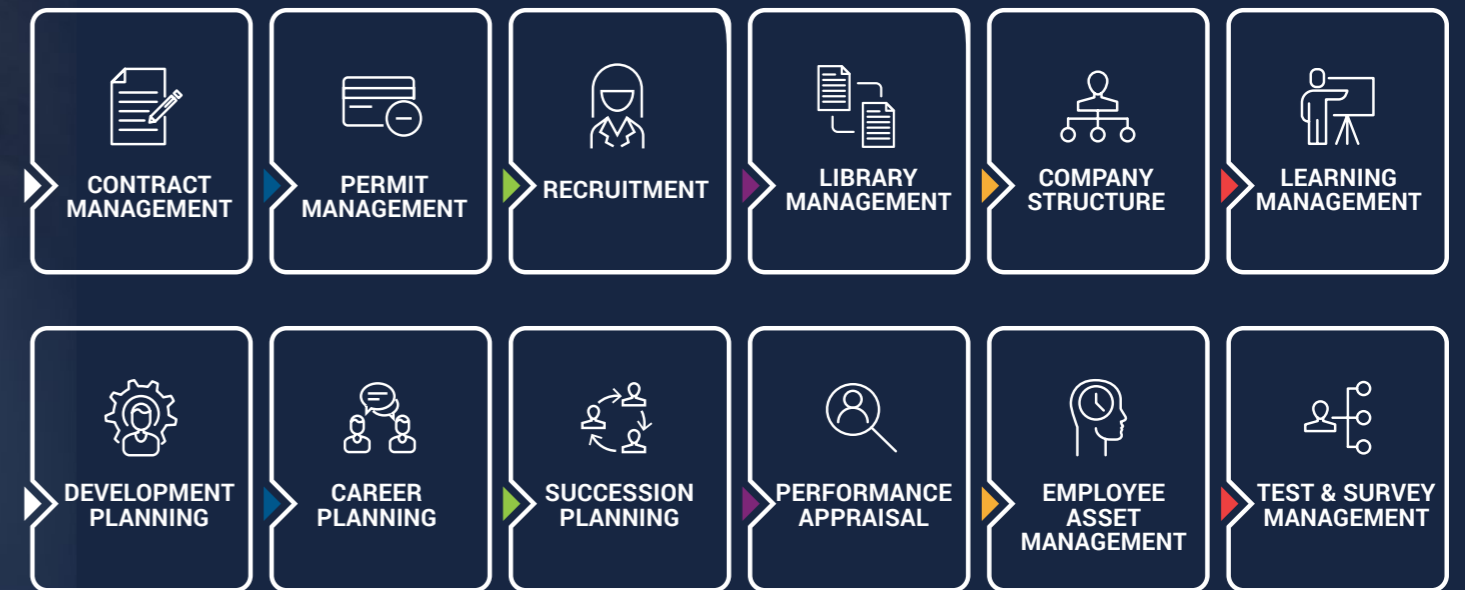 CONTRACT
MANAGEMENT
PERMIT
MANAGEMENT
RECRUITMENT
LIBRARY
MANAGEMENT
COMPANY
STRUCTURE
LEARNING
MANAGEMENT
DEVELOPMENT
PLANNING
CAREER
PLANNING
SUCCESSION
PLANNING
PERFORMANCE
APPRAISAL
EMPLOYEE
ASSET
MANAGEMENT
TEST & SURVEY
MANAGEMENT